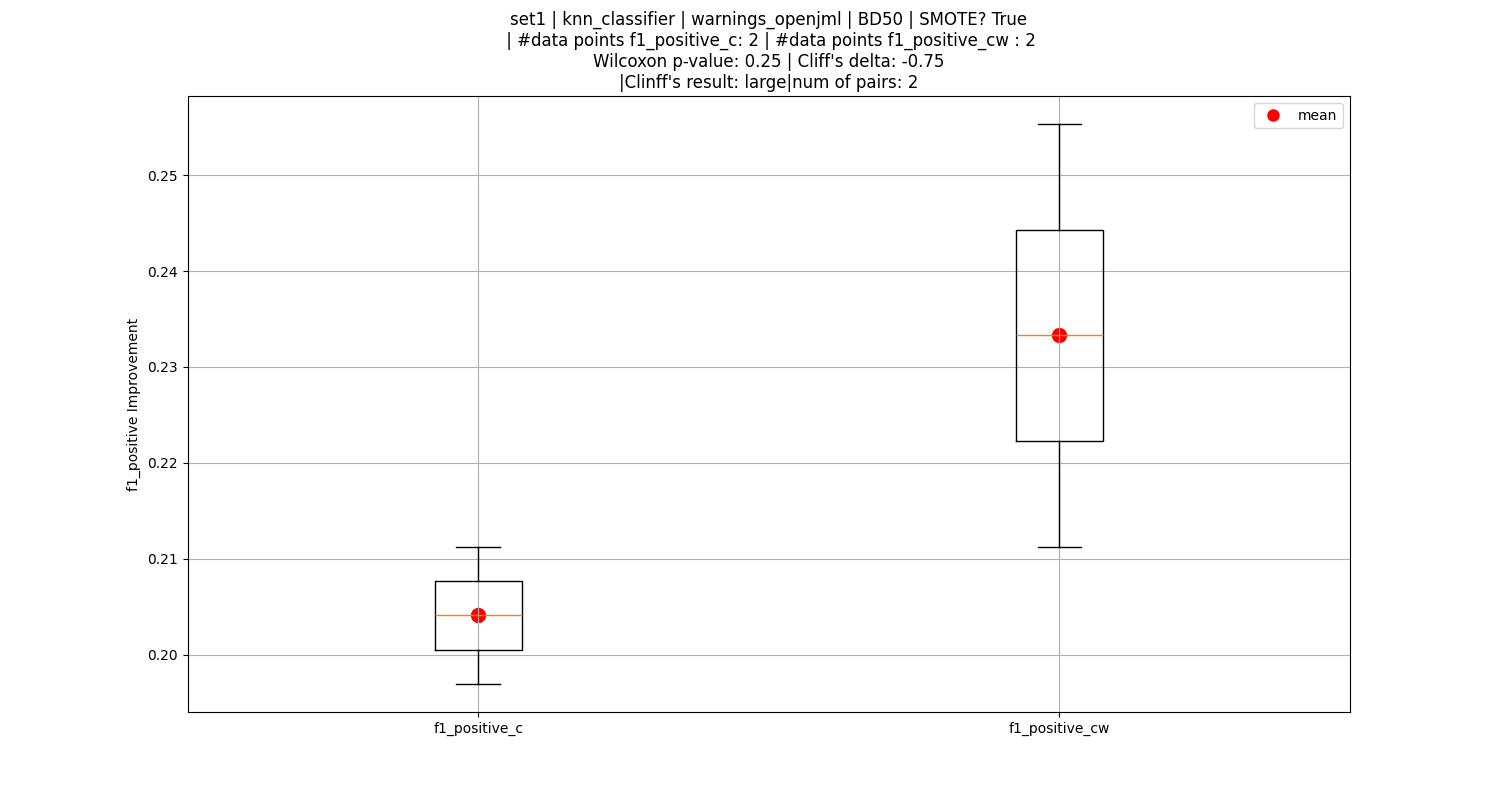 set1 | knn_classifier | warnings_openjml | BD50 | SMOTE? True
| #data points f1_positive_c: 2 | #data points f1_positive_cw : 2
Wilcoxon p-value: 0.25 | Cliff's delta: -0.75
|Clinff's result: large|num of pairs: 2
mean
0.25
0.24
0.23
0.22
0.21
0.20
f1_positive Improvement
f1_positive_c
f1_positive_cw